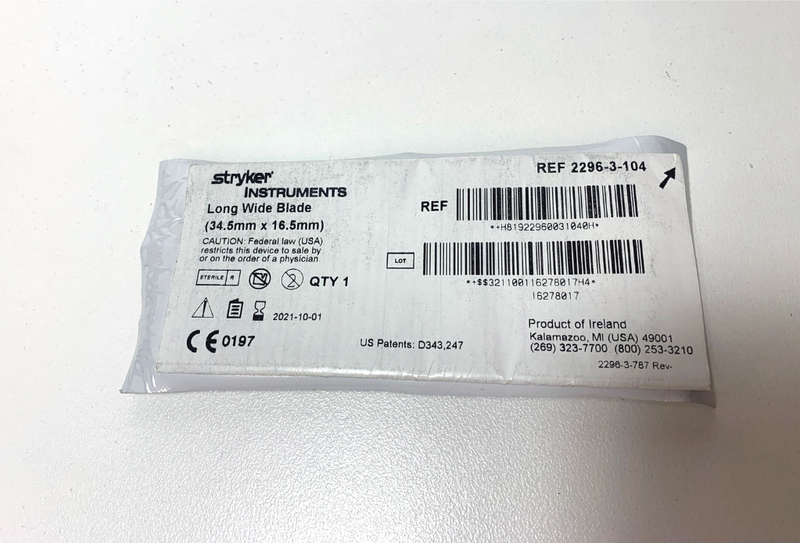 stryker
INSTRUMENTS
Long Wide Blade
(34.5mm x 16.5mm)
CAUTION: Federal law (USA)
restricts this device to sale by
or on the order of a physician
STERILE R
2
QTY 1
2021-10-01
CE 0197
US Patents: D343,247
REF 2296-3-104
REF
*+H81922960031040H*
LOT
*+$$321100116278017H4*
16278017
Product of Ireland
Kalamazoo, MI (USA) 49001
(269) 323-7700 (800) 253-3210
2296-3-787 Rev-